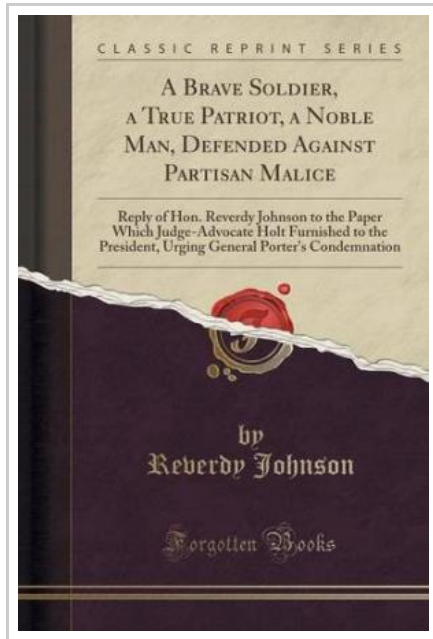 CLASSIC REPRINT SERIES
A BRAVE SOLDIER,
A TRUE PATRIOT, A NOBLE
MAN, DEFENDED AGAINST
PARTISAN MALICE
Reply of Hon. Reverdy Johnson to the Paper
Which Judge-Advocate Holt Furnished to the
President, Urging General Porter's Condemnation
by
Reverdy Johnson
Forgotten Books